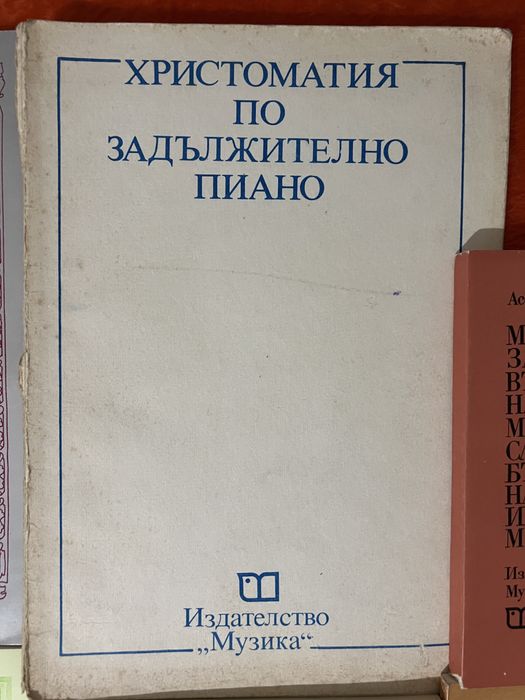 ХРИСТОМАТИЯ
ПО
ЗАДЪЛЖИТЕЛНО
ПИАНО
Издателство
„Музика“